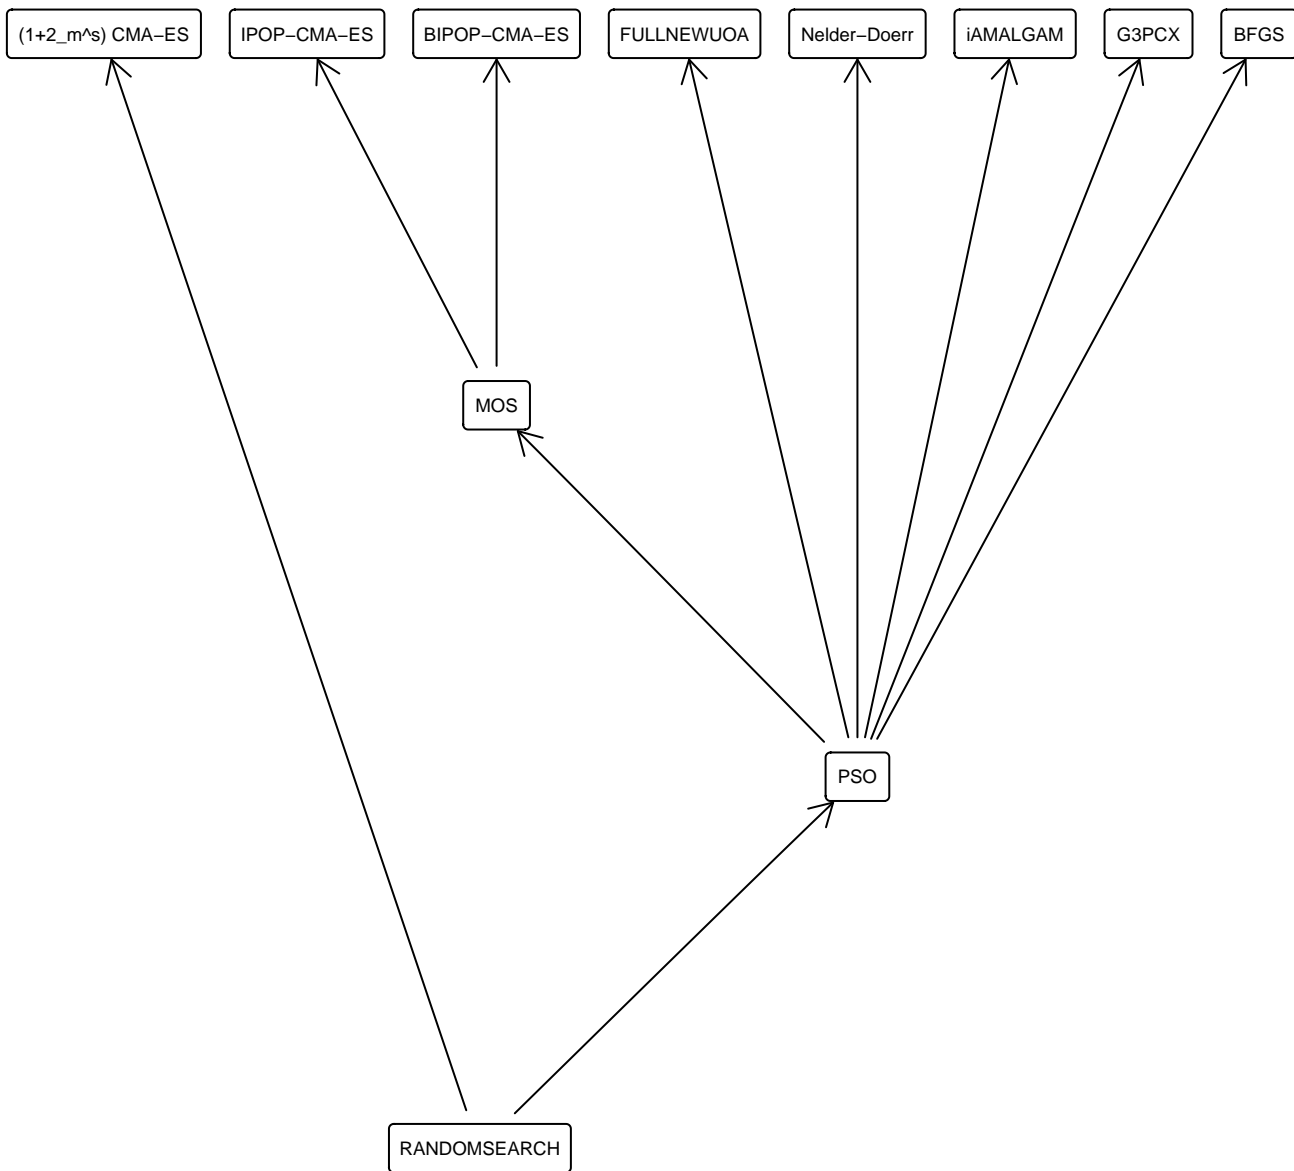 (1+2_m^s) CMA−ES
IPOP−CMA−ES
BIPOP−CMA−ES
FULLNEWUOA
Nelder−Doerr
iAMALGAM
G3PCX
BFGS
MOS
PSO
RANDOMSEARCH